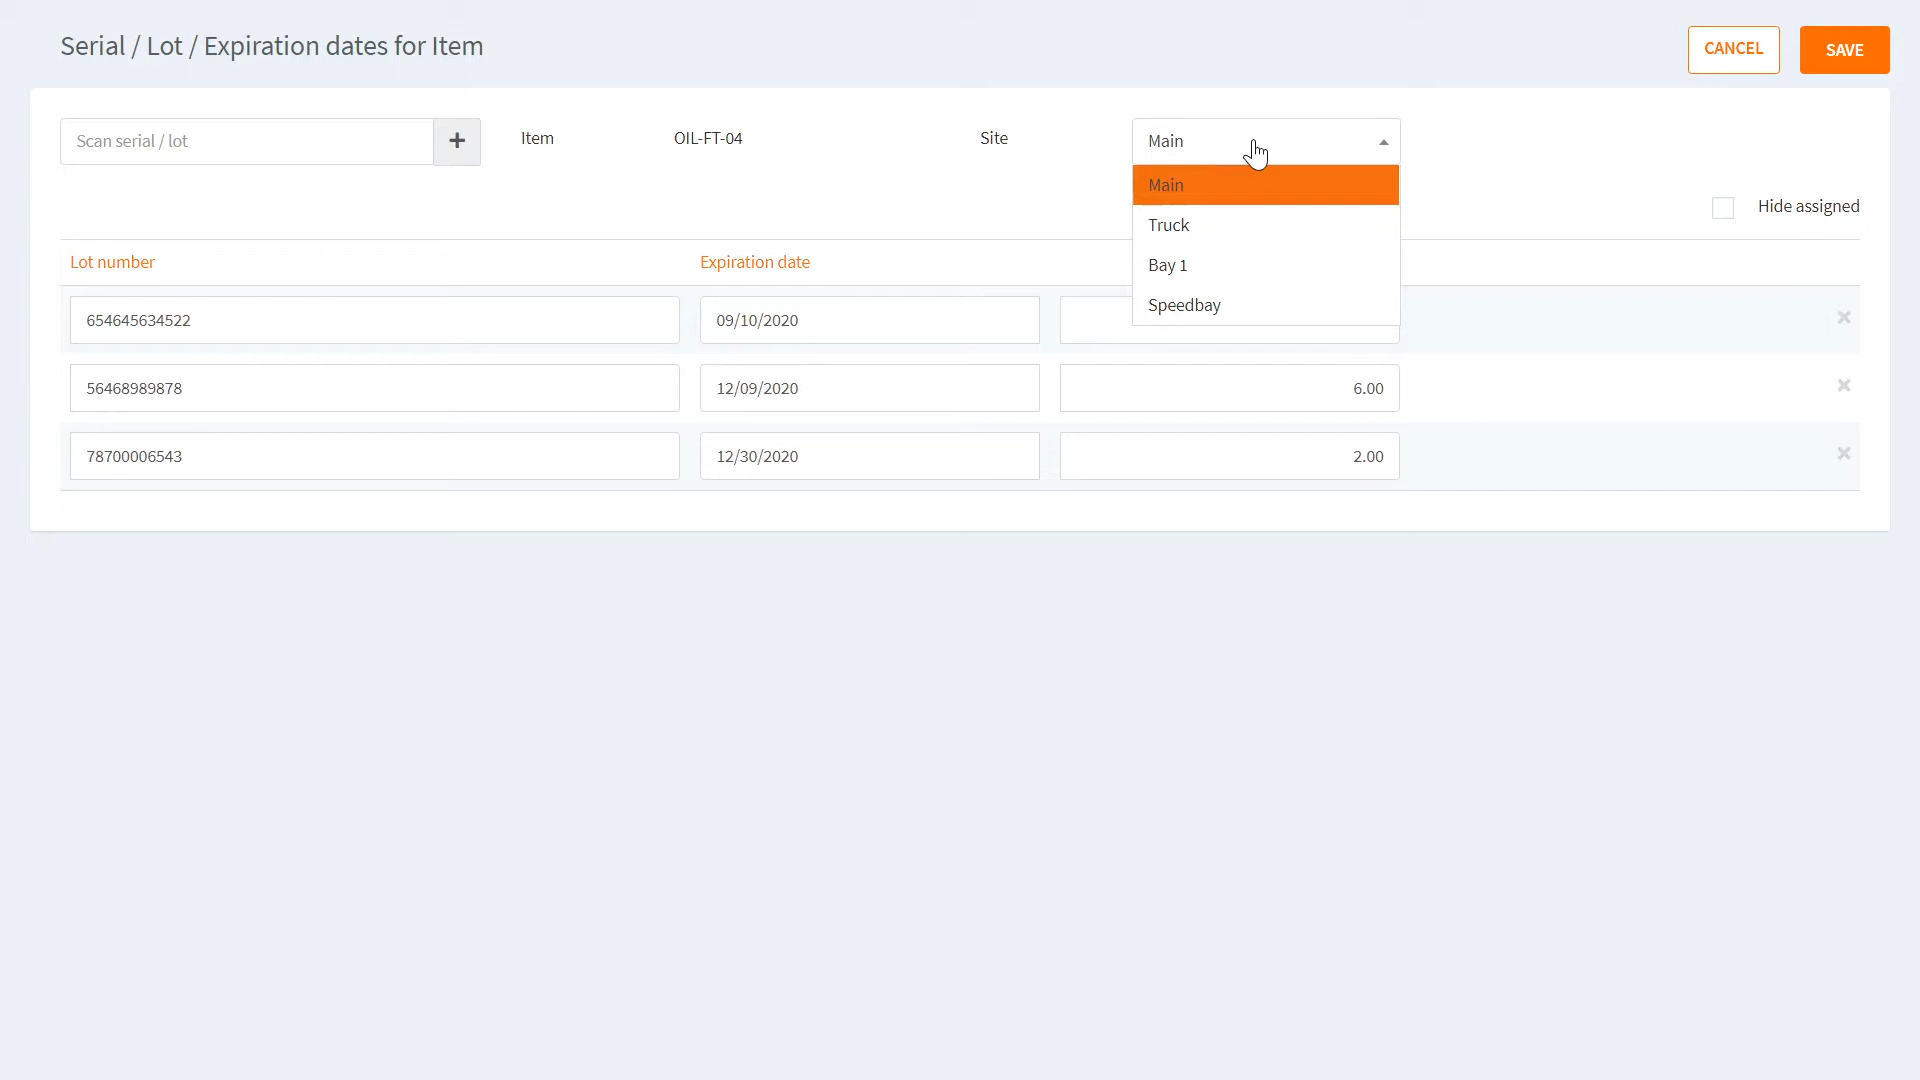 Serial / Lot / Expiration dates for Item
CANCEL
SAVE
Scan serial / lot
+
Item
OIL-FT-04
Site
Main
Main
Truck
Bay 1
Speedbay
Hide assigned
Lot number
Expiration date
654645634522
09/10/2020
56468989878
12/09/2020
6.00
78700006543
12/30/2020
2.00